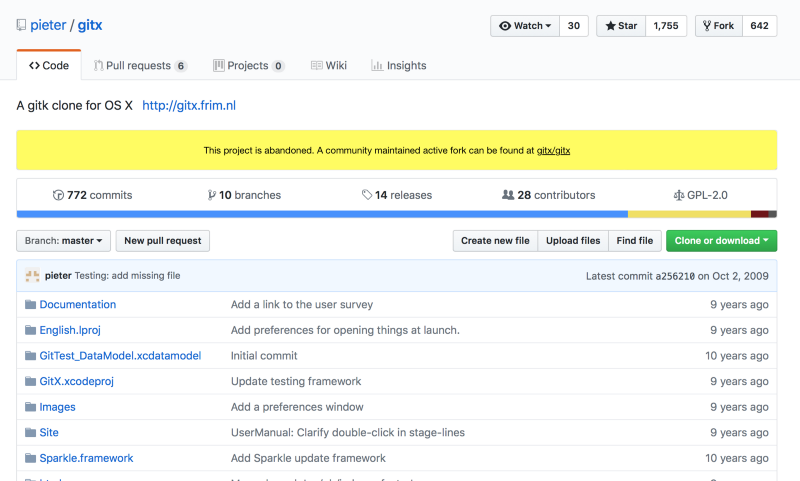 pieter / gitx
Watch 30
Star 1,755
Fork 642
Code
Pull requests 6
Projects 0
Wiki
Insights
A gitk clone for OS X http://gitx.frim.nl
This project is abandoned. A community maintained active fork can be found at gitx/gitx
772 commits
10 branches
14 releases
28 contributors
GPL-2.0
Branch: master
New pull request
Create new file
Upload files
Find file
Clone or download
pieter Testing: add missing file Latest commit a256210 on Oct 2, 2009
Documentation Add a link to the user survey 9 years ago
English.lproj Add preferences for opening things at launch. 9 years ago
GitTest_DataModel.xcdatamodel Initial commit 10 years ago
GitX.xcodeproj Update testing framework 9 years ago
Images Add a preferences window 9 years ago
Site UserManual: Clarify double-click in stage-lines 9 years ago
Sparkle.framework Add Sparkle update framework 10 years ago